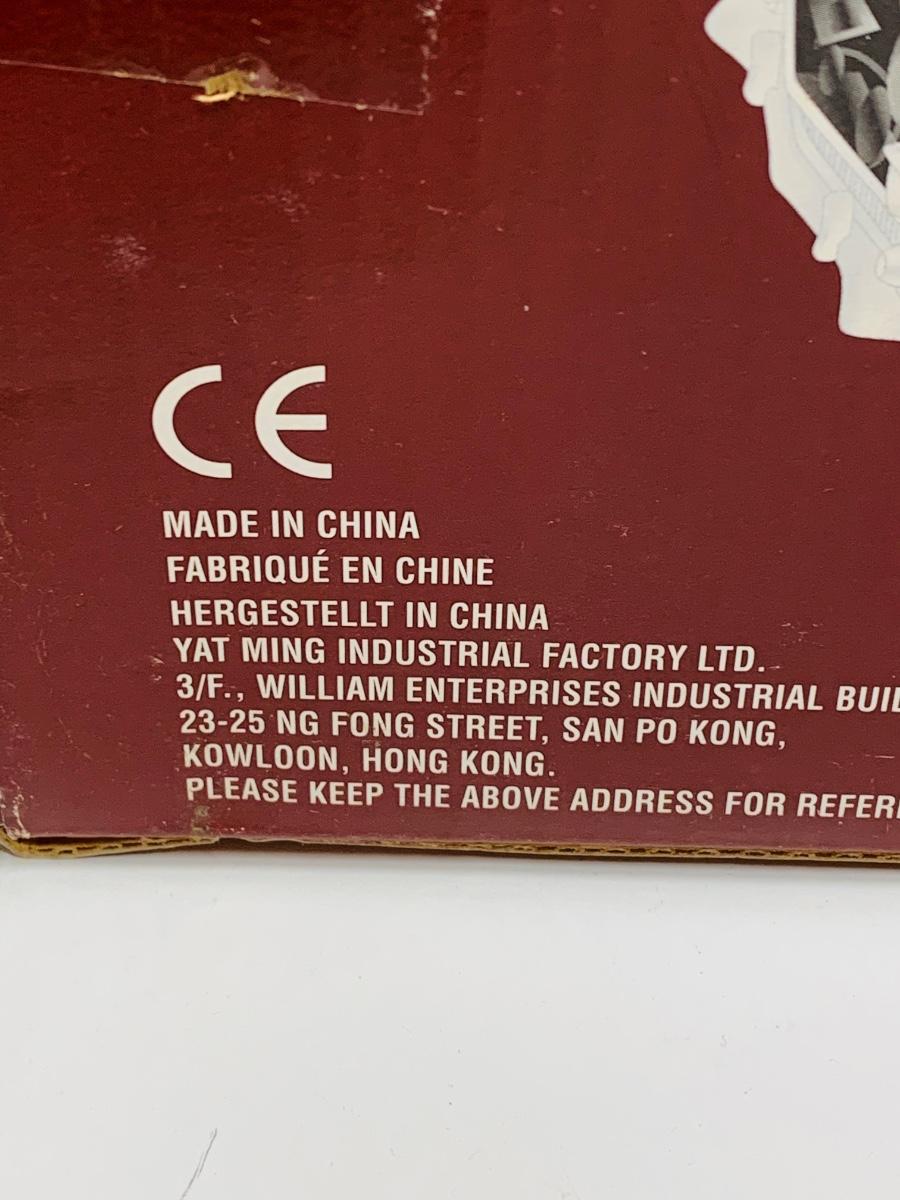 CE
MADE IN CHINA
FABRIQUÉ EN CHINE
HERGESTELLT IN CHINA
YAT MING INDUSTRIAL FACTORY LTD.
3/F., WILLIAM ENTERPRISES INDUSTRIAL
23-25 NG FONG STREET, SAN PO KONG,
KOWLOON, HONG KONG.
PLEASE KEEP THE ABOVE ADDRESS FOR